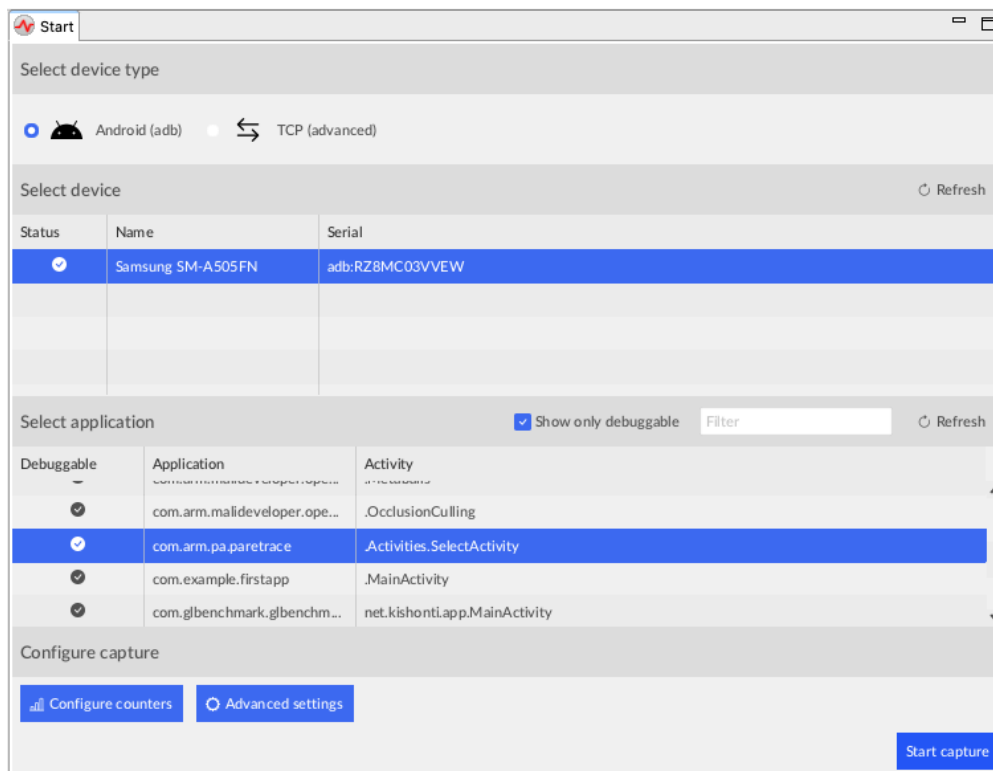 Start
Select device type
Android (adb) TCP (advanced)
Select device Refresh
Status Name Serial
Samsung SM-A505FN adb:RZ8MC03VVEW
Select application Show only debuggable Filter Refresh
Debuggable Application Activity
com.arm.malideveloper.ope... .OcclusionCulling
com.arm.pa.paretrace .Activities.SelectActivity
com.example.firstapp .MainActivity
com.glbenchmark.glbenchm... net.kishonti.app.MainActivity
Configure capture
Configure counters Advanced settings
Start capture